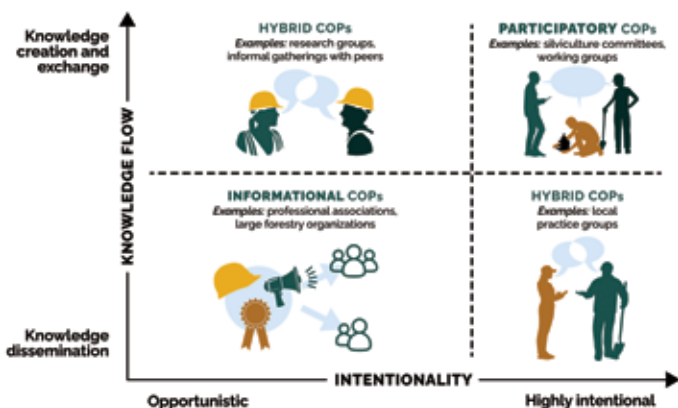 Knowledge
creation and
exchange
HYBRID COPs
Examples: research groups,
informal gatherings with peers
PARTICIPATORY COPs
Examples: silviculture committees,
working groups
KNOWLEDGE FLOW
INFORMATIONAL COPs
Examples: professional associations,
large forestry organizations
HYBRID COPs
Examples: local
practice groups
Knowledge
dissemination
INTENTIONALITY
Opportunistic
Highly intentional